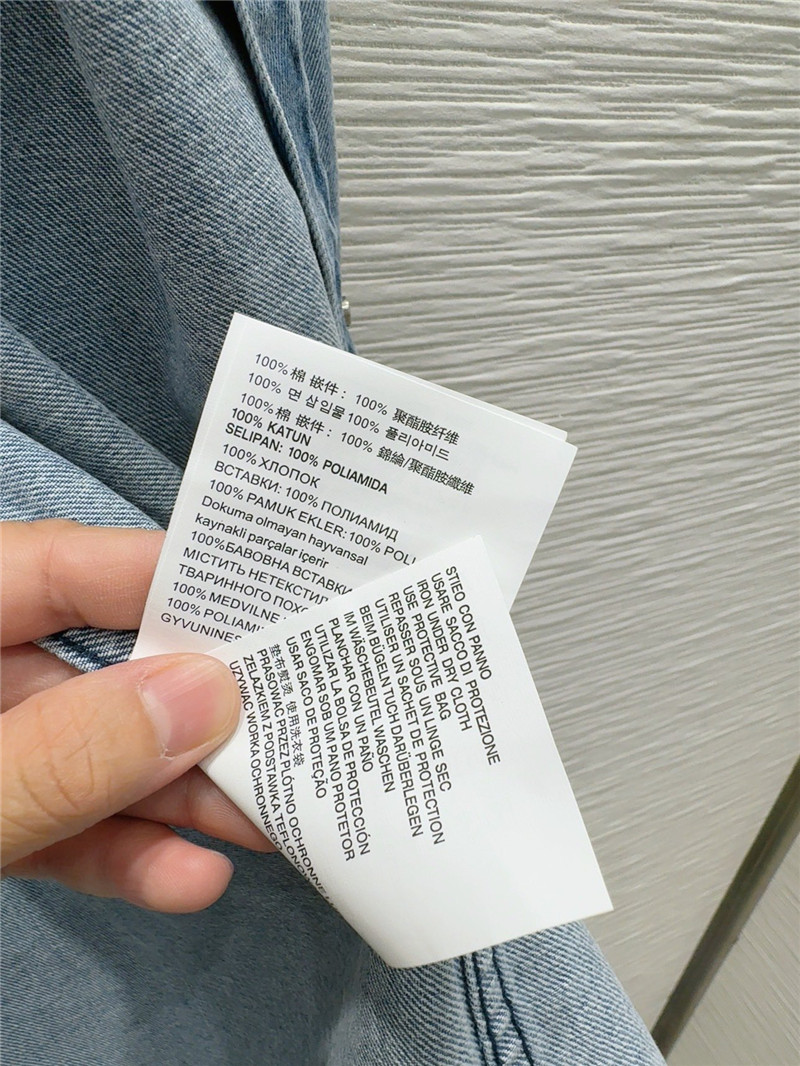 100% 棉 嵌件： 100% 聚酯胺纤维
100% 면 삽입물 100% 폴리아미드
100% 棉 嵌件： 100% 錦綸/聚酯胺纖維
100% KATUN
SELIPAN: 100% POLIAMIDA
100% ХЛОПОК
ВСТАВКИ: 100% ПОЛИАМИД
100% PAMUK EKLER: 100% POLI
Dokuma olmayan hayvansal
kaynakli parçalar içerir
100%БАВОВНА ВСТАВКИ
МІСТИТЬ НЕТЕКСТИЛ
ТВАРИННОГО ПОХО
100% MEDVILNE
100% POLIAM
GYVUNINES
STIEO CON PANNO
USARE SACCO DI PROTEZIONE
IRON UNDER DRY CLOTH
USE PROTECTIVE BAG
REPASSER SOUS UN LINGE SEC
UTILISER UN SACHET DE PROTECTION
BEIM BÜGELN TUCH DARÜBERLEGEN
IM WÄSCHEBEUTEL WASCHEN
PLANCHAR CON UN PAÑO
UTILIZAR LA BOLSA DE PROTECCIÓN
ENGOMAR SOB UN PANO PROTETOR
USAR SACO DE PROTEÇÃO
垫布熨烫 使用洗衣袋
PRASOWAĆ PRZEZ PŁÓTNO OCHRONNE
ZELAZKIEM Z PODSTAWKA TEFLONOW
UZYWAC WORKA OCHRONNEGO